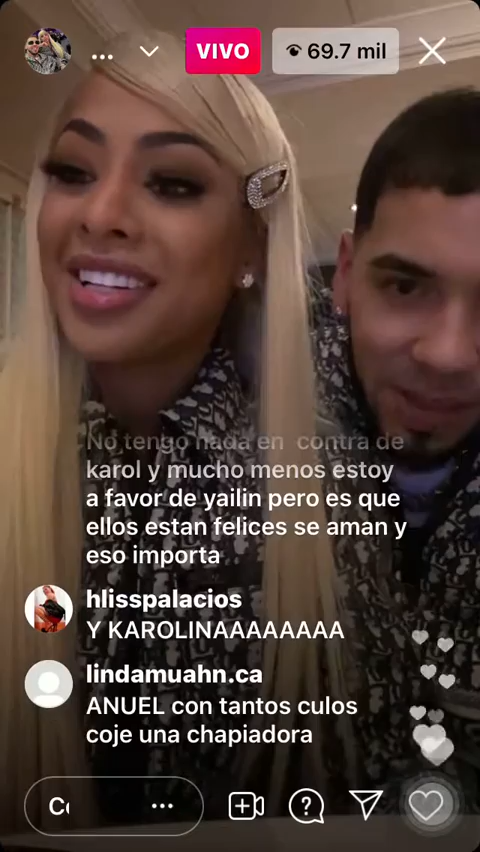 VIVO
69.7 mil
No tengo nada en contra de
karol y mucho menos estoy
a favor de yailin pero es que
ellos estan felices se aman y
eso importa
hlisspalacios
Y KAROLINAAAAAAAA
lindamuahn.ca
ANUEL con tantos culos
coje una chapiadora